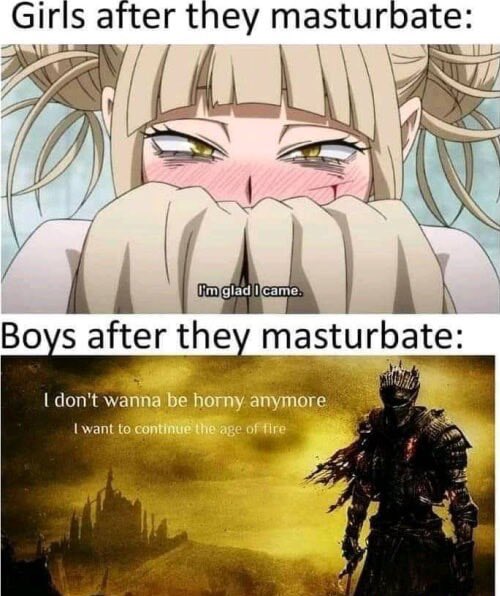 Girls after they masturbate:
I'm glad I came.
Boys after they masturbate:
I don't wanna be horny anymore
I want to continue the age of fire